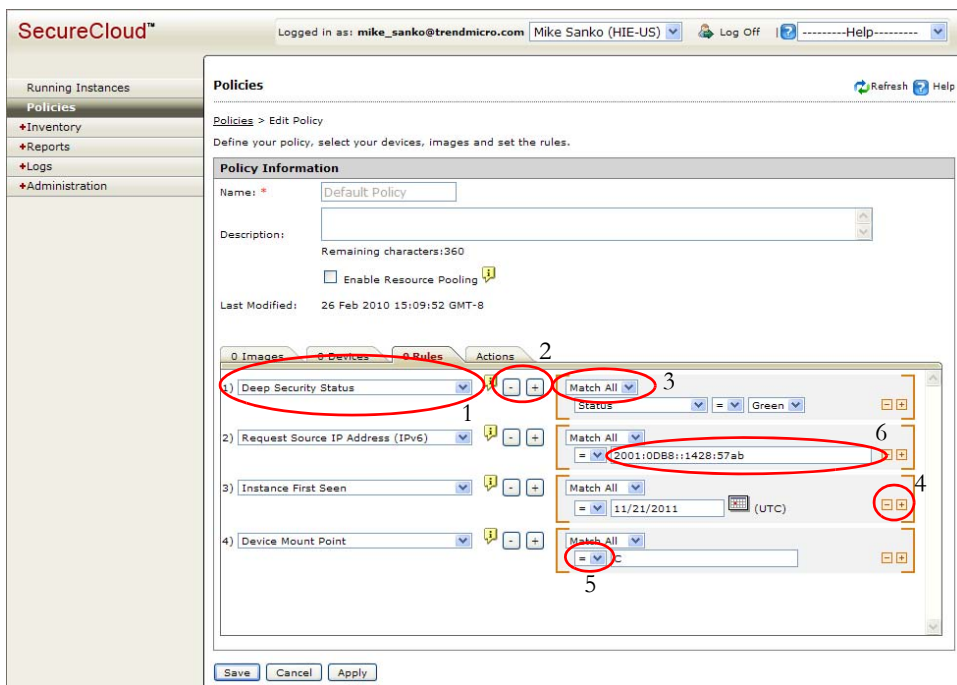 SecureCloud™
Logged in as: mike_sanko@trendmicro.com Mike Sanko (HIE-US) Log Off ---------Help---------
Running Instances
Policies
+Inventory
+Reports
+Logs
+Administration
Policies
Refresh Help
Policies > Edit Policy
Define your policy, select your devices, images and set the rules.
Policy Information
Name: * Default Policy
Description:
Remaining characters:360
Enable Resource Pooling
Last Modified: 26 Feb 2010 15:09:52 GMT-8
0 Images 0 Devices 0 Rules Actions 2
1) Deep Security Status - + Match All 3
1 Status = Green - +
2) Request Source IP Address (IPv6) - + Match All 6
= 2001:0DB8::1428:57ab - +
3) Instance First Seen - + Match All 4
= 11/21/2011 (UTC) - +
4) Device Mount Point - + Match All
= C - +
5
Save Cancel Apply